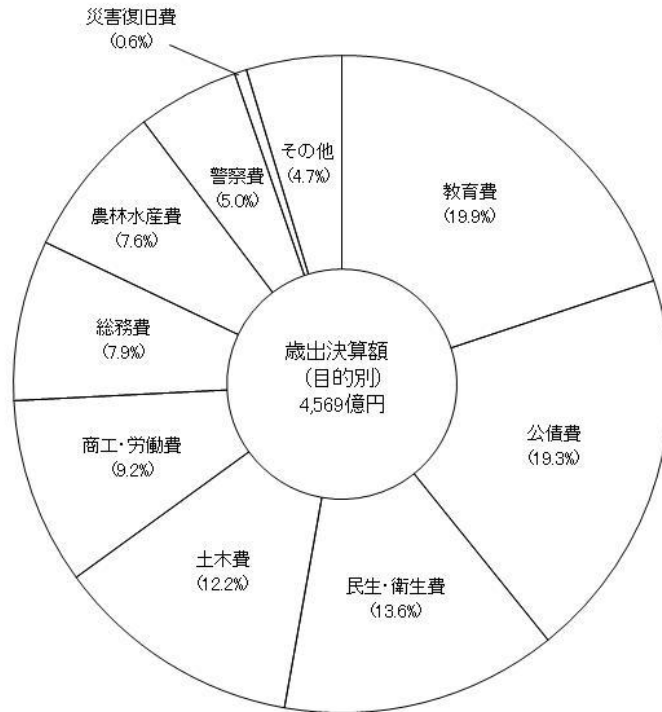 災害復旧費
(0.6%)
その他
(4.7%)
教育費
(19.9%)
警察費
(5.0%)
農林水産費
(7.6%)
総務費
(7.9%)
歳出決算額
(目的別)
4,569億円
公債費
(19.3%)
商工・労働費
(9.2%)
土木費
(12.2%)
民生・衛生費
(13.6%)